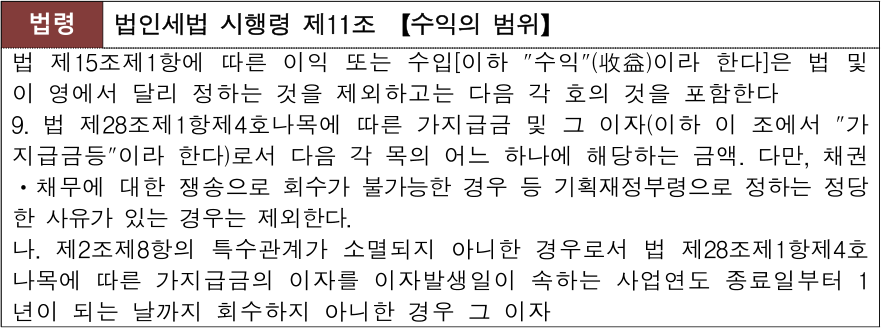 법령 법인세법 시행령 제11조 【수익의 범위】
법 제15조제1항에 따른 이익 또는 수입[이하 "수익"(收益)이라 한다]은 법 및
이 영에서 달리 정하는 것을 제외하고는 다음 각 호의 것을 포함한다
9. 법 제28조제1항제4호나목에 따른 가지급금 및 그 이자(이하 이 조에서 "가
지급금등"이라 한다)로서 다음 각 목의 어느 하나에 해당하는 금액. 다만, 채권
・채무에 대한 쟁송으로 회수가 불가능한 경우 등 기획재정부령으로 정하는 정당
한 사유가 있는 경우는 제외한다.
나. 제2조제8항의 특수관계가 소멸되지 아니한 경우로서 법 제28조제1항제4호
나목에 따른 가지급금의 이자를 이자발생일이 속하는 사업연도 종료일부터 1
년이 되는 날까지 회수하지 아니한 경우 그 이자